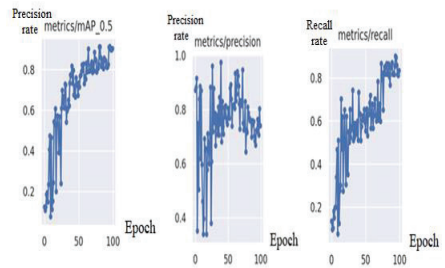 Precision
rate
metrics/mAP_0.5
0.8
0.6
0.4
0.2
0
50
100
Epoch
Precision
rate
metrics/precision
1.0
0.8
0.6
0.4
0
50
100
Epoch
Recall
rate
metrics/recall
0.8
0.6
0.4
0.2
0
50
100
Epoch